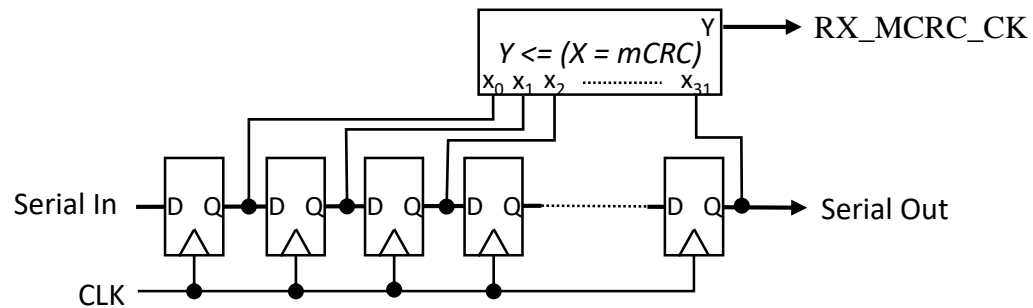 Y
RX_MCRC_CK
Y <= (X = mCRC)
x0 x1 x2 x31
Serial In
D Q D Q D Q D Q D Q
Serial Out
CLK